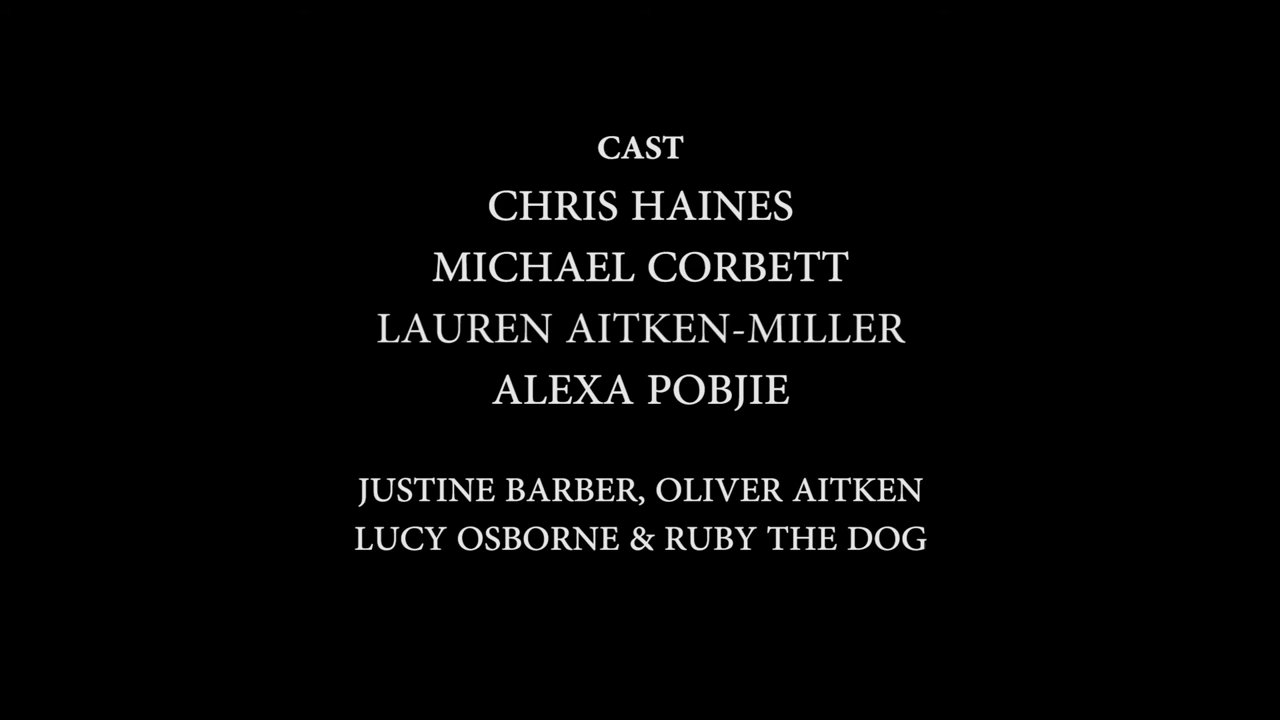 CAST
CHRIS HAINES
MICHAEL CORBETT
LAUREN AITKEN-MILLER
ALEXA POBJIE
JUSTINE BARBER, OLIVER AITKEN
LUCY OSBORNE & RUBY THE DOG